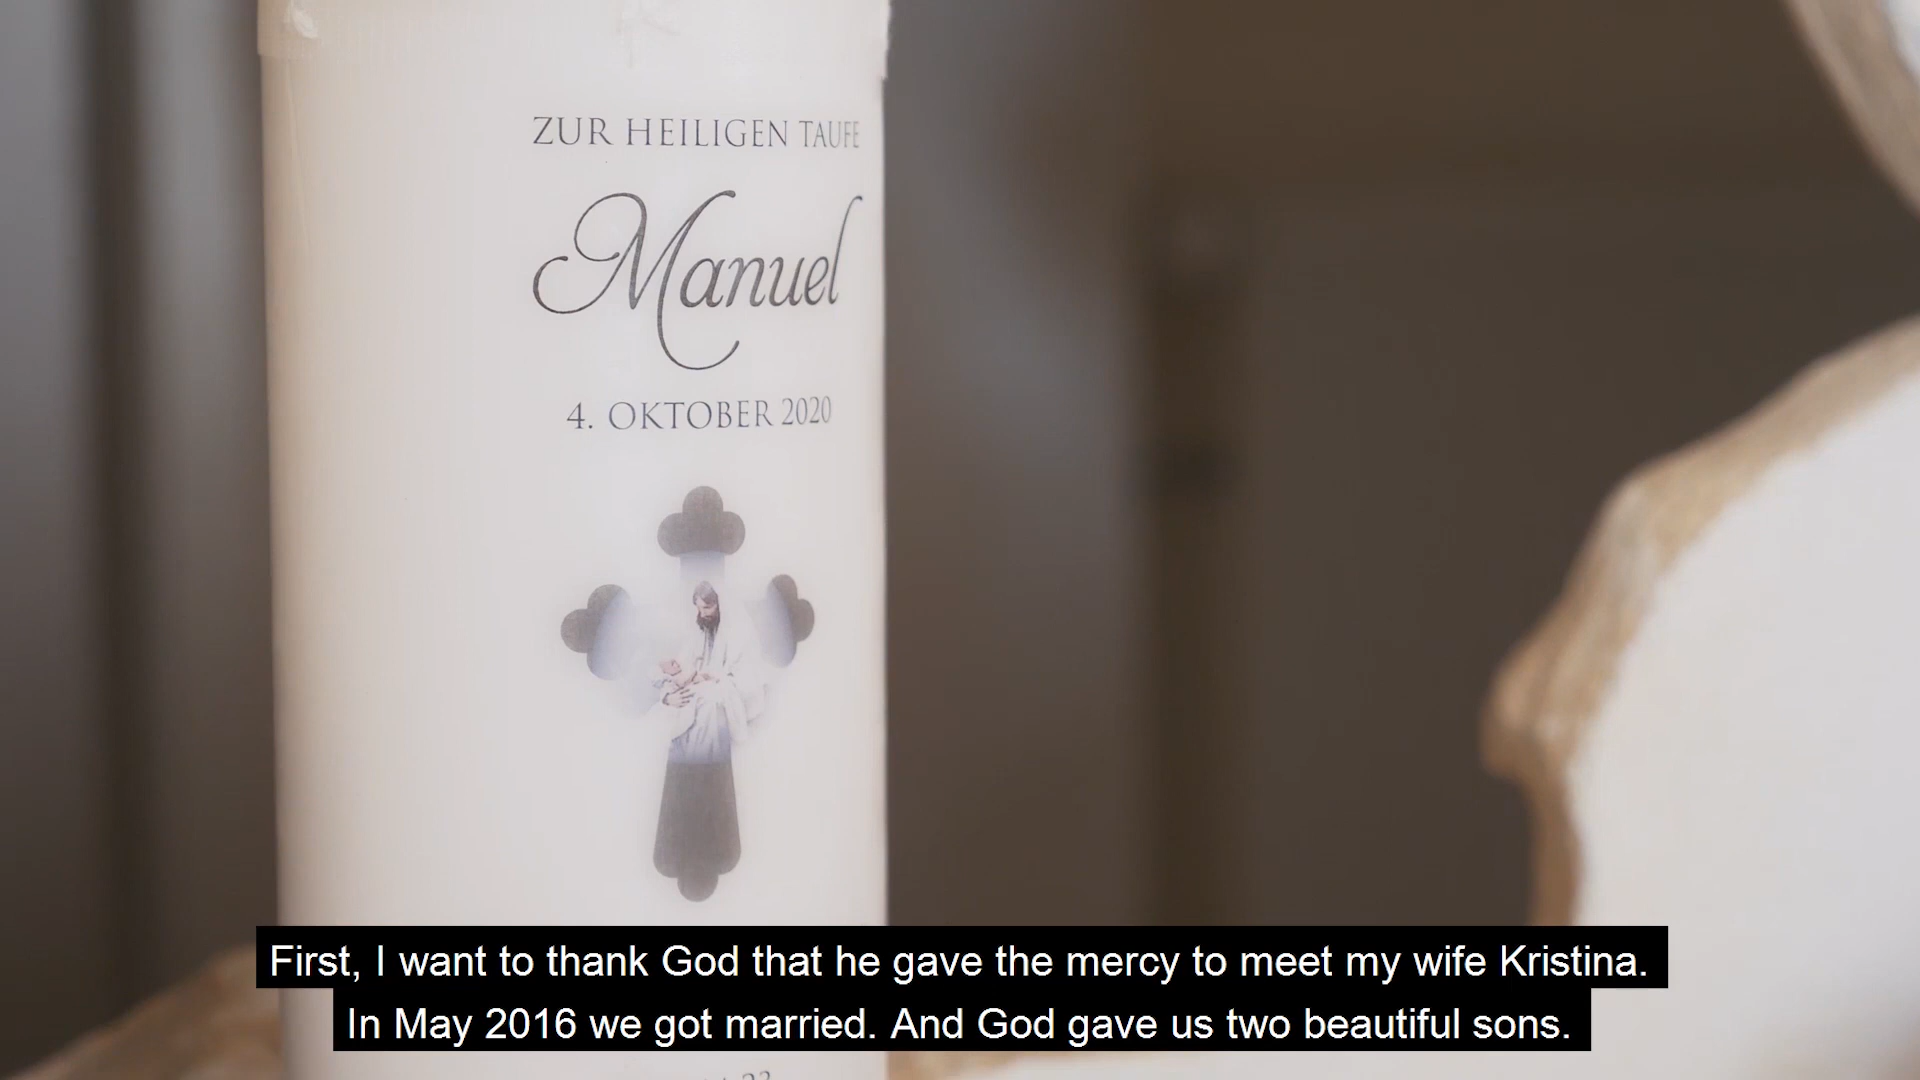 ZUR HEILIGEN TAUFE
Manuel
4. OKTOBER 2020
First, I want to thank God that he gave the mercy to meet my wife Kristina.
In May 2016 we got married. And God gave us two beautiful sons.